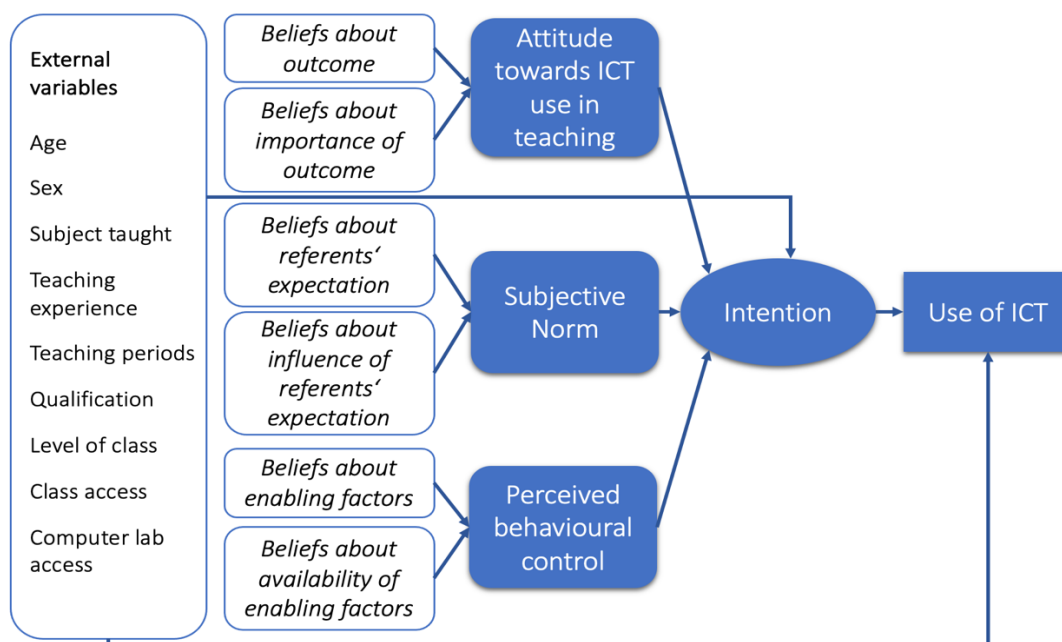 External
variables
Age
Sex
Subject taught
Teaching
experience
Teaching periods
Qualification
Level of class
Class access
Computer lab
access
Beliefs about
outcome
Beliefs about
importance of
outcome
Beliefs about
referents‘
expectation
Beliefs about
influence of
referents‘
expectation
Beliefs about
enabling factors
Beliefs about
availability of
enabling factors
Attitude
towards ICT
use in
teaching
Subjective
Norm
Perceived
behavioural
control
Intention
Use of ICT